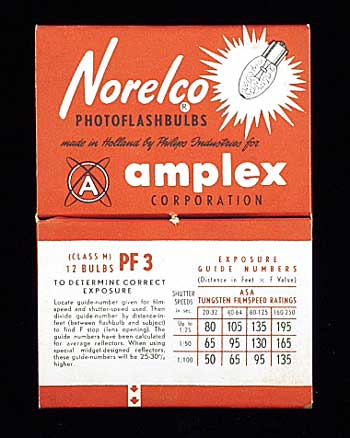 Norelco®
PHOTOFLASHBULBS
made in Holland by Philips Industries for
A
amplex
CORPORATION
(CLASS M)
12 BULBS PF 3
TO DETERMINE CORRECT
EXPOSURE
Locate guide-number given for film-
speed and shutter-speed used. Then
divide guide-number by distance-in-
feet (between flashbulb and subject)
to find F stop (lens opening). The
guide numbers have been calculated
for average reflectors. When using
special midget-designed reflectors,
these guide-numbers will be 25-30%
higher.
EXPOSURE
GUIDE NUMBERS
(Distance in Feet × F Value)
SHUTTER SPEEDS in sec.
ASA
TUNGSTEN FILMSPEED RATINGS
20-32 40-64 80-125 160-250
Up to 1:25 80 105 135 195
1:50 65 95 130 165
1:100 50 65 95 135